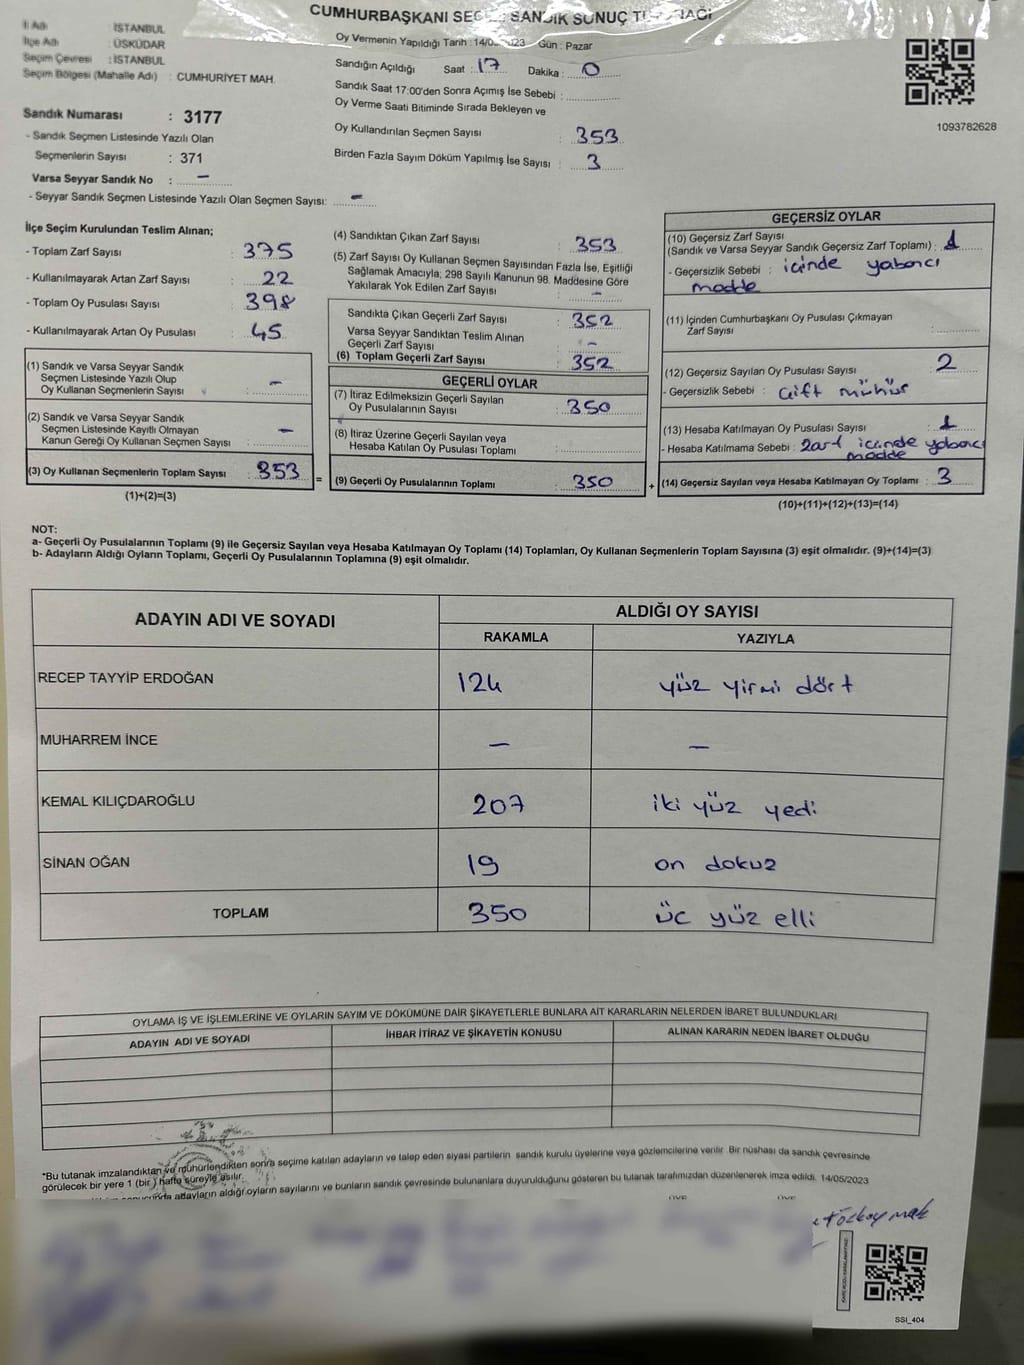 CUMHURBAŞKANI SANDIK SONUÇ
İl Adı : İSTANBUL
İlçe Adı : ÜSKÜDAR
Seçim Çevresi : İSTANBUL
Seçim Bölgesi (Mahalle Adı) : CUMHURİYET MAH.
Sandık Numarası : 3177
- Sandık Seçmen Listesinde Yazılı Olan
Seçmenlerin Sayısı : 371
Varsa Seyyar Sandık No : -
- Seyyar Sandık Seçmen Listesinde Yazılı Olan Seçmen Sayısı: -
Oy Vermenin Yapıldığı Tarih : Gün : Pazar
Sandığın Açıldığı Saat : 17 Dakika : 0
Sandık Saat 17:00'den Sonra Açımış İse Sebebi :
Oy Verme Saati Bitiminde Sırada Bekleyen ve
Oy Kullandırılan Seçmen Sayısı : 353
Birden Fazla Sayım Döküm Yapılmış İse Sayısı : 3
1093782628
İlçe Seçim Kurulundan Teslim Alınan;
- Toplam Zarf Sayısı : 375
- Kullanılmayarak Artan Zarf Sayısı : 22
- Toplam Oy Pusulası Sayısı : 398
- Kullanılmayarak Artan Oy Pusulası : 45
(1) Sandık ve Varsa Seyyar Sandık
Seçmen Listesinde Yazılı Olup
Oy Kullanan Seçmenlerin Sayısı : -
(2) Sandık ve Varsa Seyyar Sandık
Seçmen Listesinde Kayıtlı Olmayan
Kanun Gereği Oy Kullanan Seçmen Sayısı : -
(3) Oy Kullanan Seçmenlerin Toplam Sayısı : 353
(1)+(2)=(3)
(4) Sandıktan Çıkan Zarf Sayısı : 353
(5) Zarf Sayısı Oy Kullanan Seçmen Sayısından Fazla İse, Eşitliği
Sağlamak Amacıyla; 298 Sayılı Kanunun 98. Maddesine Göre
Yakılarak Yok Edilen Zarf Sayısı : -
Sandıkta Çıkan Geçerli Zarf Sayısı : 352
Varsa Seyyar Sandıktan Teslim Alınan
Geçerli Zarf Sayısı : -
(6) Toplam Geçerli Zarf Sayısı : 352
GEÇERLİ OYLAR
(7) İtiraz Edilmeksizin Geçerli Sayılan
Oy Pusulalarının Sayısı : 350
(8) İtiraz Üzerine Geçerli Sayılan veya
Hesaba Katılan Oy Pusulası Toplamı :
= (9) Geçerli Oy Pusulalarının Toplamı : 350
GEÇERSİZ OYLAR
(10) Geçersiz Zarf Sayısı
(Sandık ve Varsa Seyyar Sandık Geçersiz Zarf Toplamı) : 1
- Geçersizlik Sebebi : içinde yabancı
madde
(11) İçinden Cumhurbaşkanı Oy Pusulası Çıkmayan
Zarf Sayısı :
(12) Geçersiz Sayılan Oy Pusulası Sayısı : 2
- Geçersizlik Sebebi : çift mühür
(13) Hesaba Katılmayan Oy Pusulası Sayısı : 1
- Hesaba Katılmama Sebebi : zarf içinde yabancı
madde
+ (14) Geçersiz Sayılan veya Hesaba Katılmayan Oy Toplamı : 3
(10)+(11)+(12)+(13)=(14)
NOT:
a- Geçerli Oy Pusulalarının Toplamı (9) ile Geçersiz Sayılan veya Hesaba Katılmayan Oy Toplamı (14) Toplamları, Oy Kullanan Seçmenlerin Toplam Sayısına (3) eşit olmalıdır. (9)+(14)=(3)
b- Adayların Aldığı Oyların Toplamı, Geçerli Oy Pusulalarının Toplamına (9) eşit olmalıdır.
ADAYIN ADI VE SOYADI ALDIĞI OY SAYISI
RAKAMLA YAZIYLA
RECEP TAYYİP ERDOĞAN 124 yüz yirmi dört
MUHARREM İNCE - -
KEMAL KILIÇDAROĞLU 207 iki yüz yedi
SİNAN OĞAN 19 on dokuz
TOPLAM 350 üc yüz elli
OYLAMA İŞ VE İŞLEMLERİNE VE OYLARIN SAYIM VE DÖKÜMÜNE DAİR ŞİKAYETLERLE BUNLARA AİT KARARLARIN NELERDEN İBARET BULUNDUKLARI
ADAYIN ADI VE SOYADI İHBAR İTİRAZ VE ŞİKAYETİN KONUSU ALINAN KARARIN NEDEN İBARET OLDUĞU
*Bu tutanak imzalandıktan ve mühürlendikten sonra seçime katılan adayların ve talep eden siyasi partilerin sandık kurulu üyelerine veya gözlemcilerine verilir. Bir nüshası da sandık çevresinde
görülecek bir yere 1 (bir) hafta süreyle asılır.
adayların aldığı oyların sayılarını ve bunların sandık çevresinde bulunanlara duyurulduğunu gösteren bu tutanak tarafımızdan düzenlenerek imza edildi. 14/05/2023
ÜYE ÜYE
SSI_404